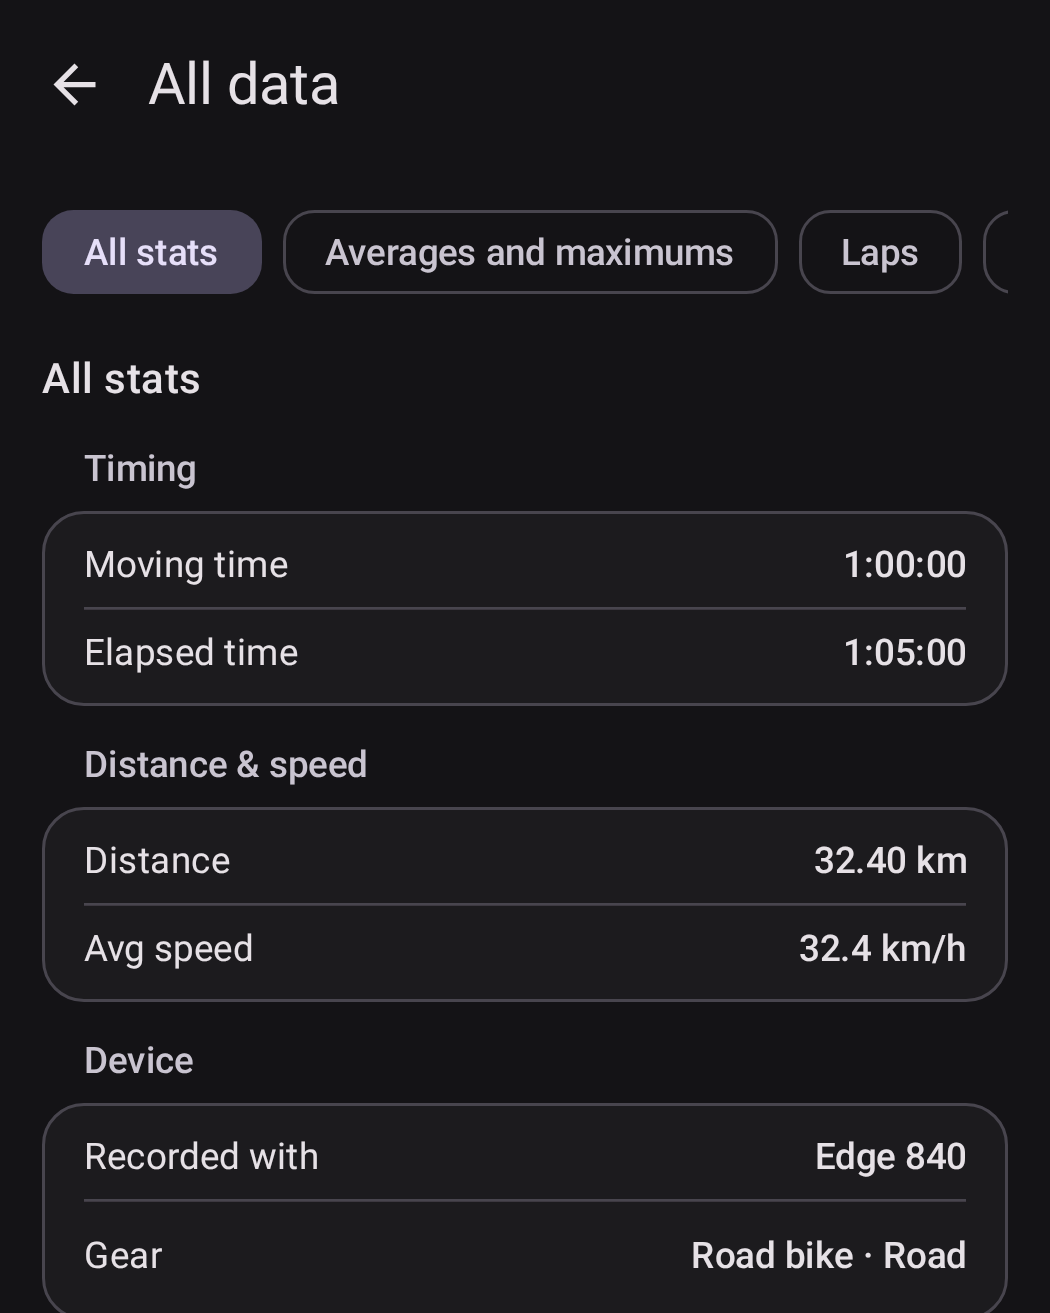 All data
All stats
Averages and maximums
Laps
All stats
Timing
Moving time 1:00:00
Elapsed time 1:05:00
Distance & speed
Distance 32.40 km
Avg speed 32.4 km/h
Device
Recorded with Edge 840
Gear Road bike · Road